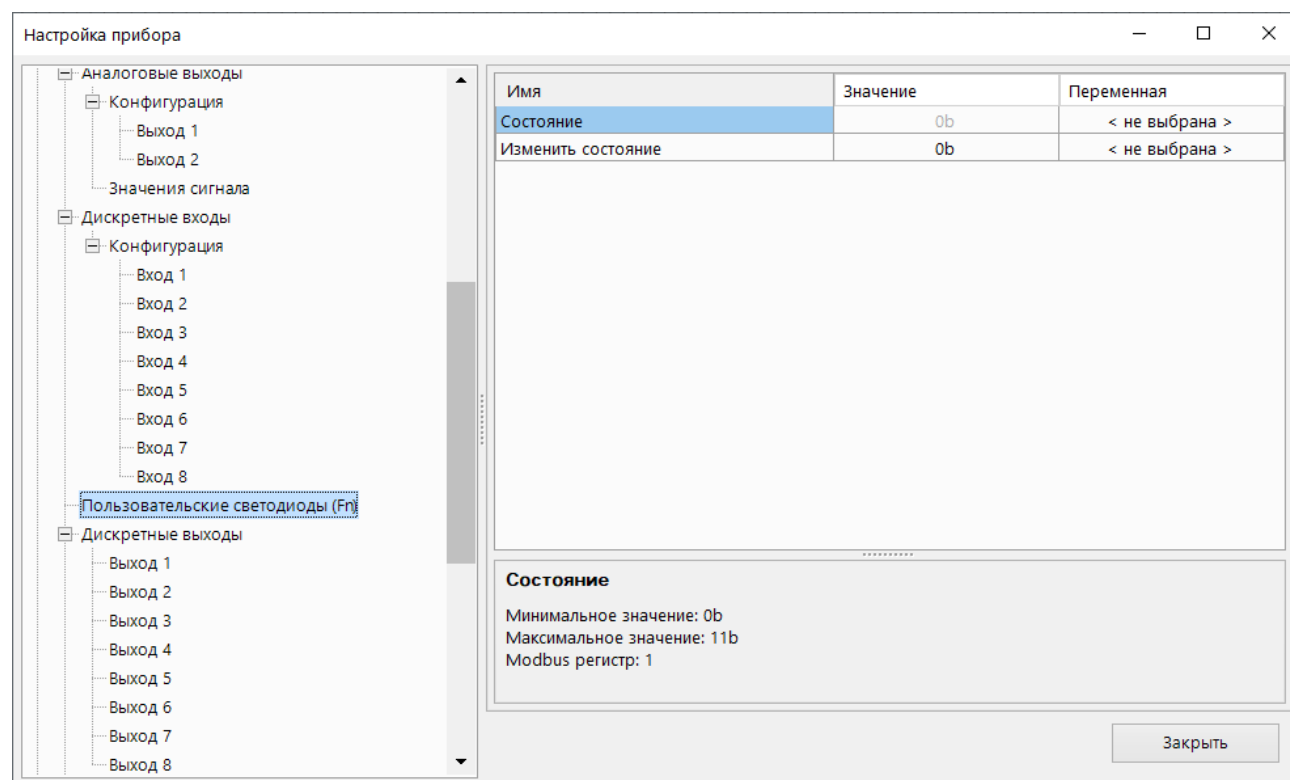 Настройка прибора
Аналоговые выходы
Конфигурация
Выход 1
Выход 2
Значения сигнала
Дискретные входы
Конфигурация
Вход 1
Вход 2
Вход 3
Вход 4
Вход 5
Вход 6
Вход 7
Вход 8
Пользовательские светодиоды (Fn)
Дискретные выходы
Выход 1
Выход 2
Выход 3
Выход 4
Выход 5
Выход 6
Выход 7
Выход 8
Имя Значение Переменная
Состояние 0b < не выбрана >
Изменить состояние 0b < не выбрана >
Состояние
Минимальное значение: 0b
Максимальное значение: 11b
Modbus регистр: 1
Закрыть